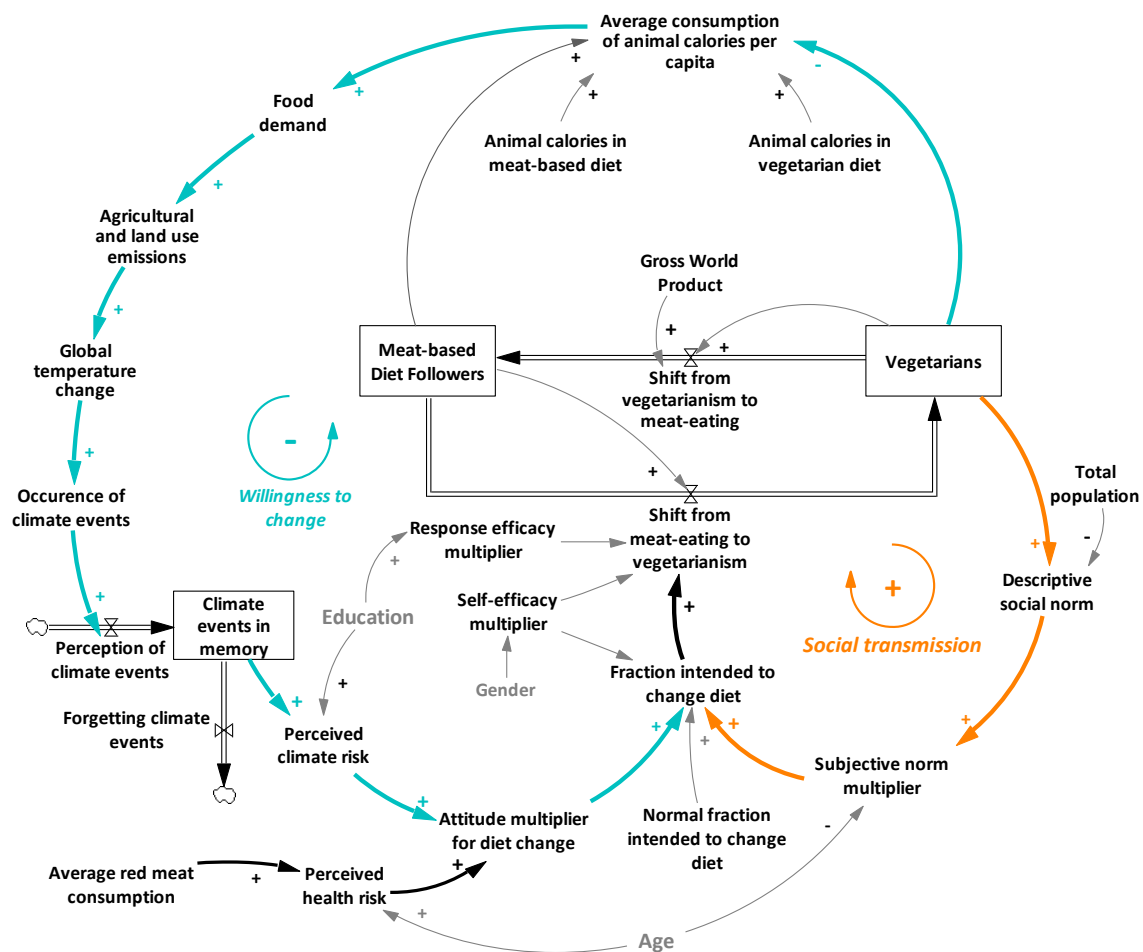 Average consumption
of animal calories per
capita
+
-
+
Food
demand
+
+
Animal calories in
meat-based diet
Animal calories in
vegetarian diet
+
Agricultural
and land use
emissions
Gross World
Product
+
+
+
Global
temperature
change
Meat-based
Diet Followers
Vegetarians
Shift from
vegetarianism to
meat-eating
-
+
+
Willingness to
change
Occurence of
climate events
Total
population
Shift from
meat-eating to
vegetarianism
Response efficacy
multiplier
+
-
+
+
Descriptive
social norm
+
Climate
events in
memory
Education
Self-efficacy
multiplier
+
Social transmission
Perception of
climate events
+
Gender
Fraction intended to
change diet
+
Forgetting climate
events
Perceived
climate risk
+
+
+
+
Subjective norm
multiplier
+
Attitude multiplier
for diet change
Normal fraction
intended to change
diet
-
+
Average red meat
consumption
+
Perceived
health risk
+
Age